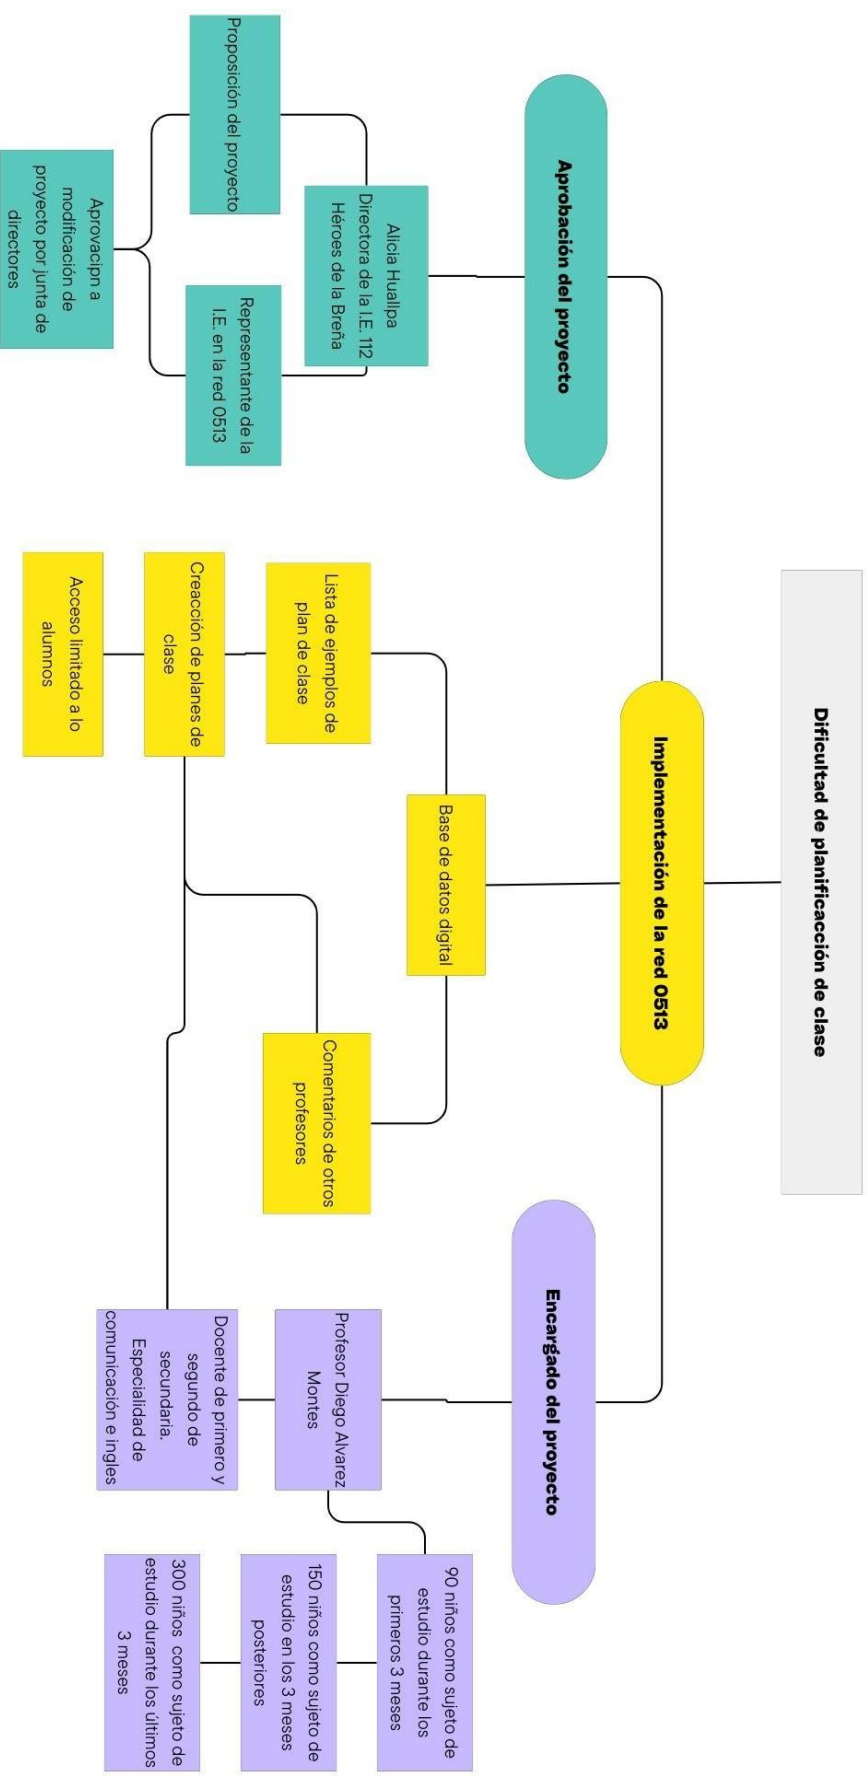 Dificultad de planificacción de clase
Implementación de la red 0513
Aprobación del proyecto
Alicia Huallpa
Directora de la I.E. 112
Héroes de la Breña
Proposición del proyecto
Representante de la
I.E. en la red 0513
Aprovacipn a
modificación de
proyecto por junta de
directores
Base de datos digital
Lista de ejemplos de
plan de clase
Comentarios de otros
profesores
Creacción de planes de
clase
Acceso limitado a lo
alumnos
Encargado del proyecto
Profesor Diego Alvarez
Montes
Docente de primero y
segundo de
secundaria.
Especialidad de
comunicación e ingles
90 niños como sujeto de
estudio durante los
primeros 3 meses
150 niños como sujeto de
estudio en los 3 meses
posteriores
300 niños como sujeto de
estudio durante los últimos
3 meses